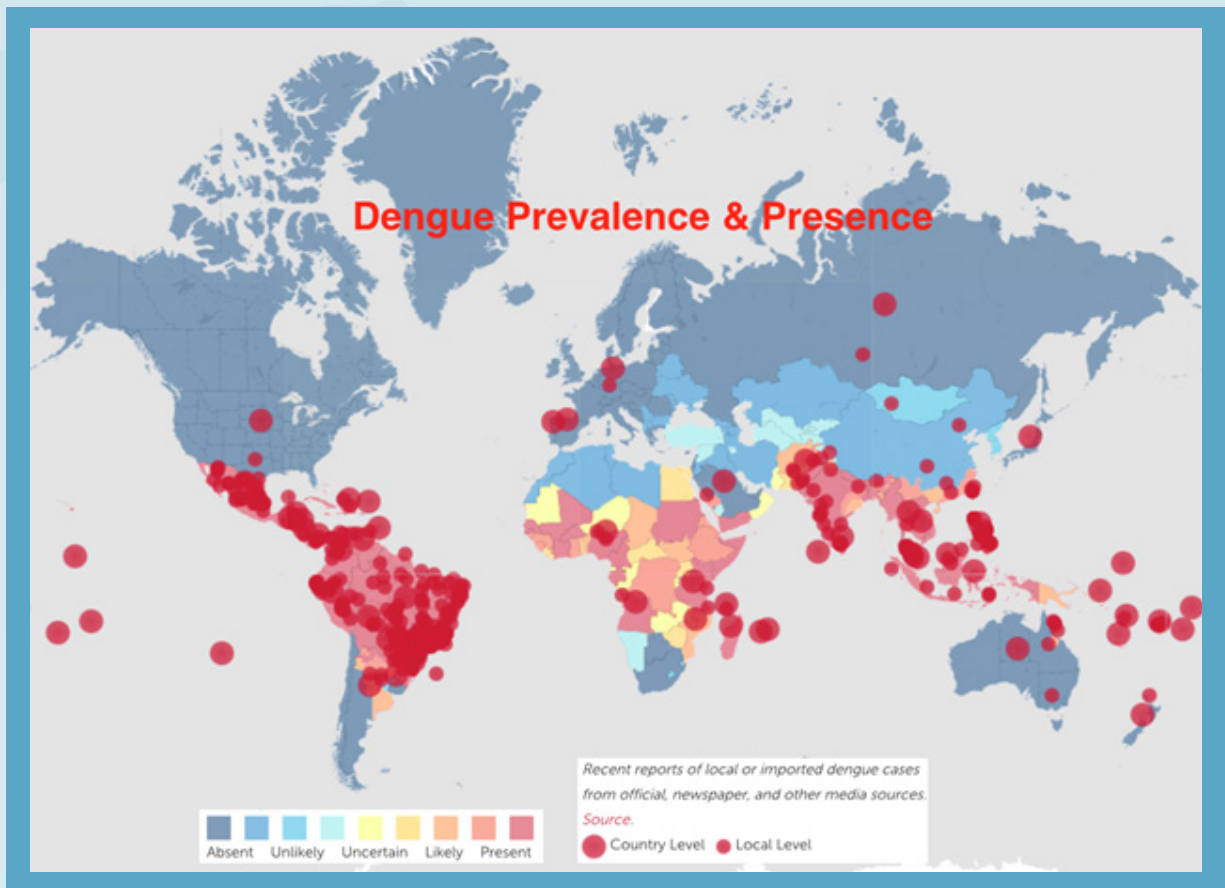 Dengue Prevalence & Presence
Recent reports of local or imported dengue cases
from official, newspaper, and other media sources.
Source.
Country Level Local Level
Absent Unlikely Uncertain Likely Present